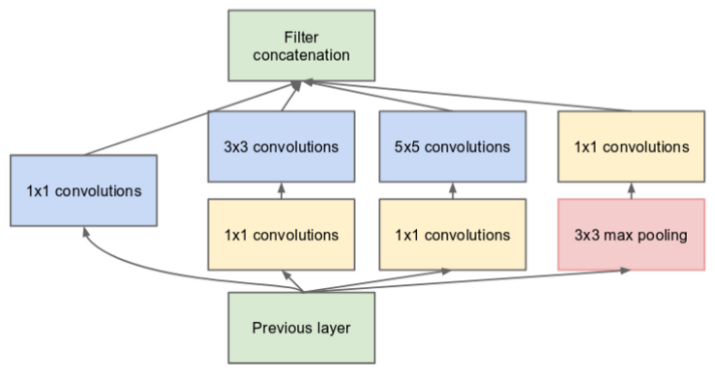 Filter
concatenation
3x3 convolutions
5x5 convolutions
1x1 convolutions
1x1 convolutions
1x1 convolutions
1x1 convolutions
3x3 max pooling
Previous layer